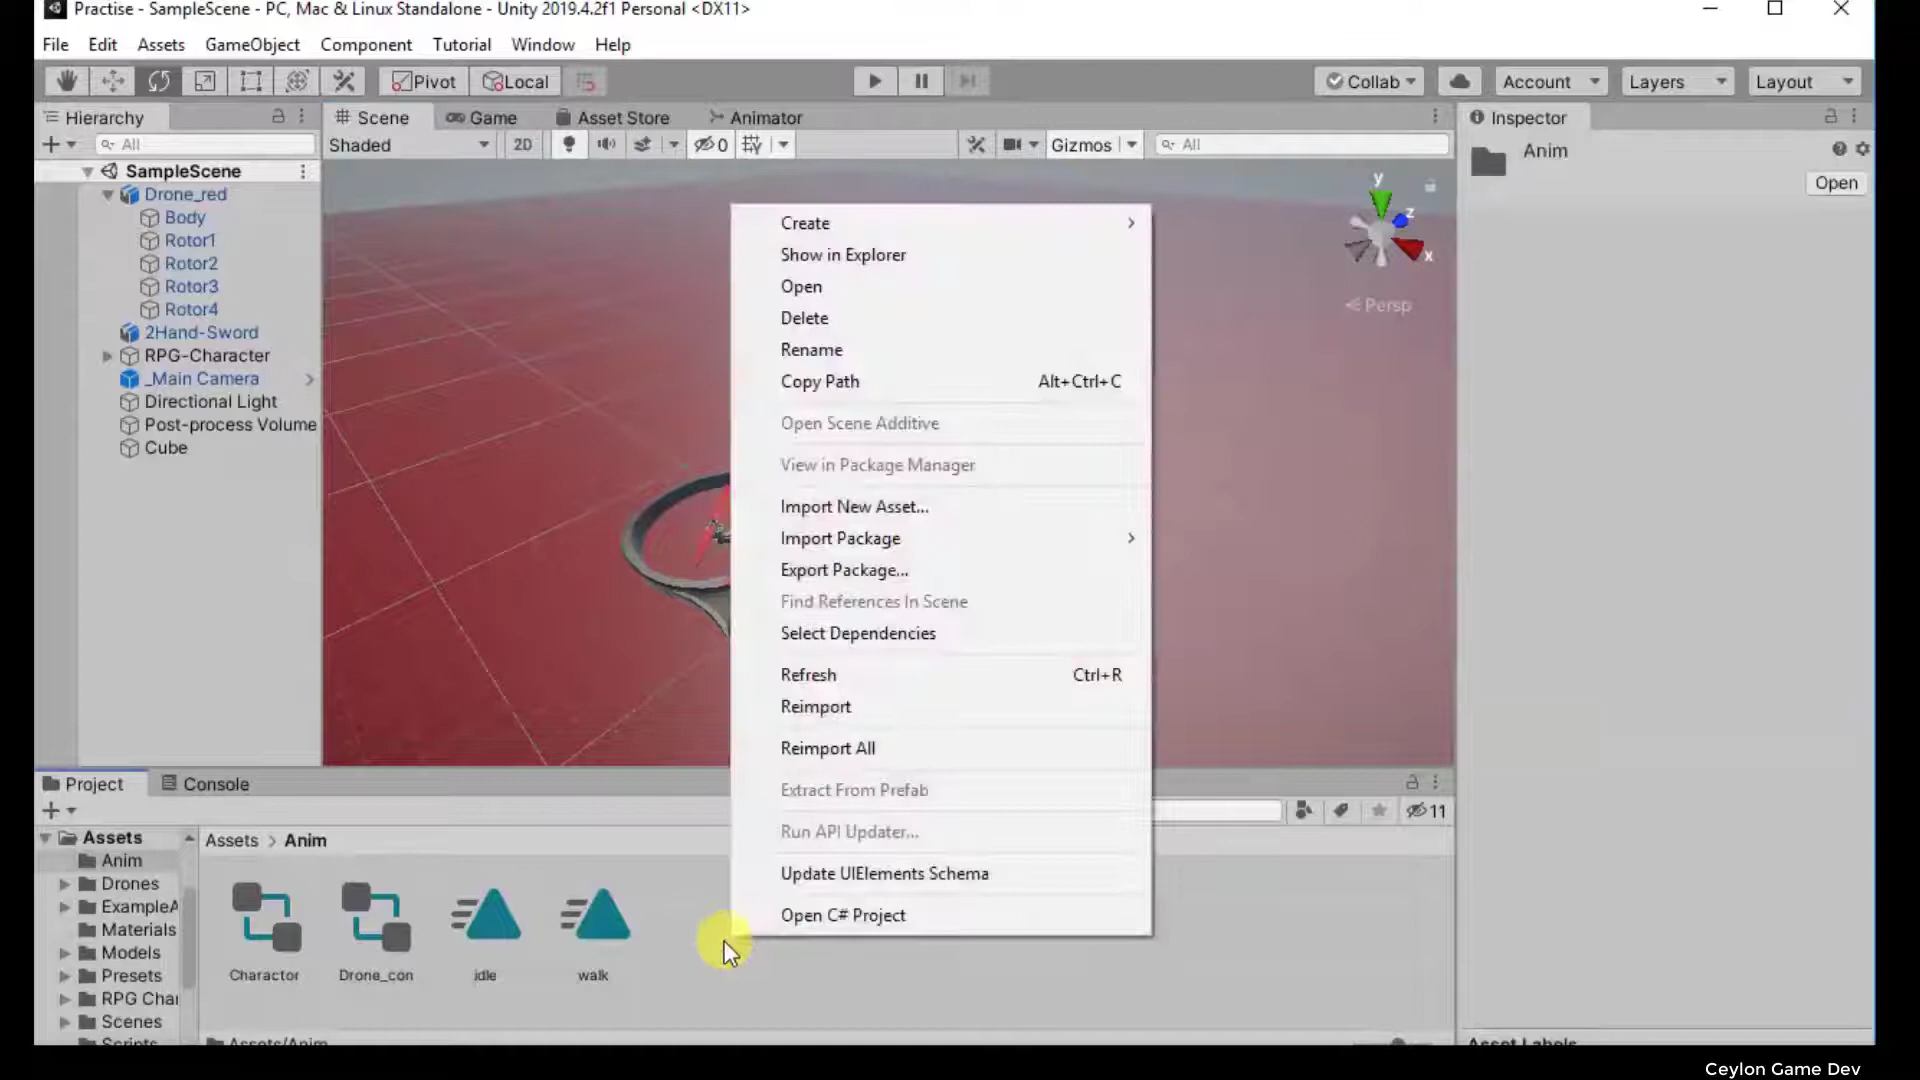 Practise - SampleScene - PC, Mac & Linux Standalone - Unity 2019.4.2f1 Personal <DX11>
File Edit Assets GameObject Component Tutorial Window Help
Pivot Local Collab Account Layers Layout
Hierarchy Scene Game Asset Store Animator Inspector
All Shaded 2D 0 Gizmos All
Anim
Open
SampleScene
Drone_red
Body
Rotor1
Rotor2
Rotor3
Rotor4
2Hand-Sword
RPG-Character
_Main Camera
Directional Light
Post-process Volume
Cube
y
z
x
Persp
Create
Show in Explorer
Open
Delete
Rename
Copy Path Alt+Ctrl+C
Open Scene Additive
View in Package Manager
Import New Asset...
Import Package
Export Package...
Find References In Scene
Select Dependencies
Refresh Ctrl+R
Reimport
Reimport All
Extract From Prefab
Run API Updater...
Update UIElements Schema
Open C# Project
Project Console
11
Assets
Anim
Drones
ExampleA
Materials
Models
Presets
RPG Char
Scenes
Scripts
Assets > Anim
Charactor Drone_con idle walk
Assets/Anim
Asset Labels
Ceylon Game Dev